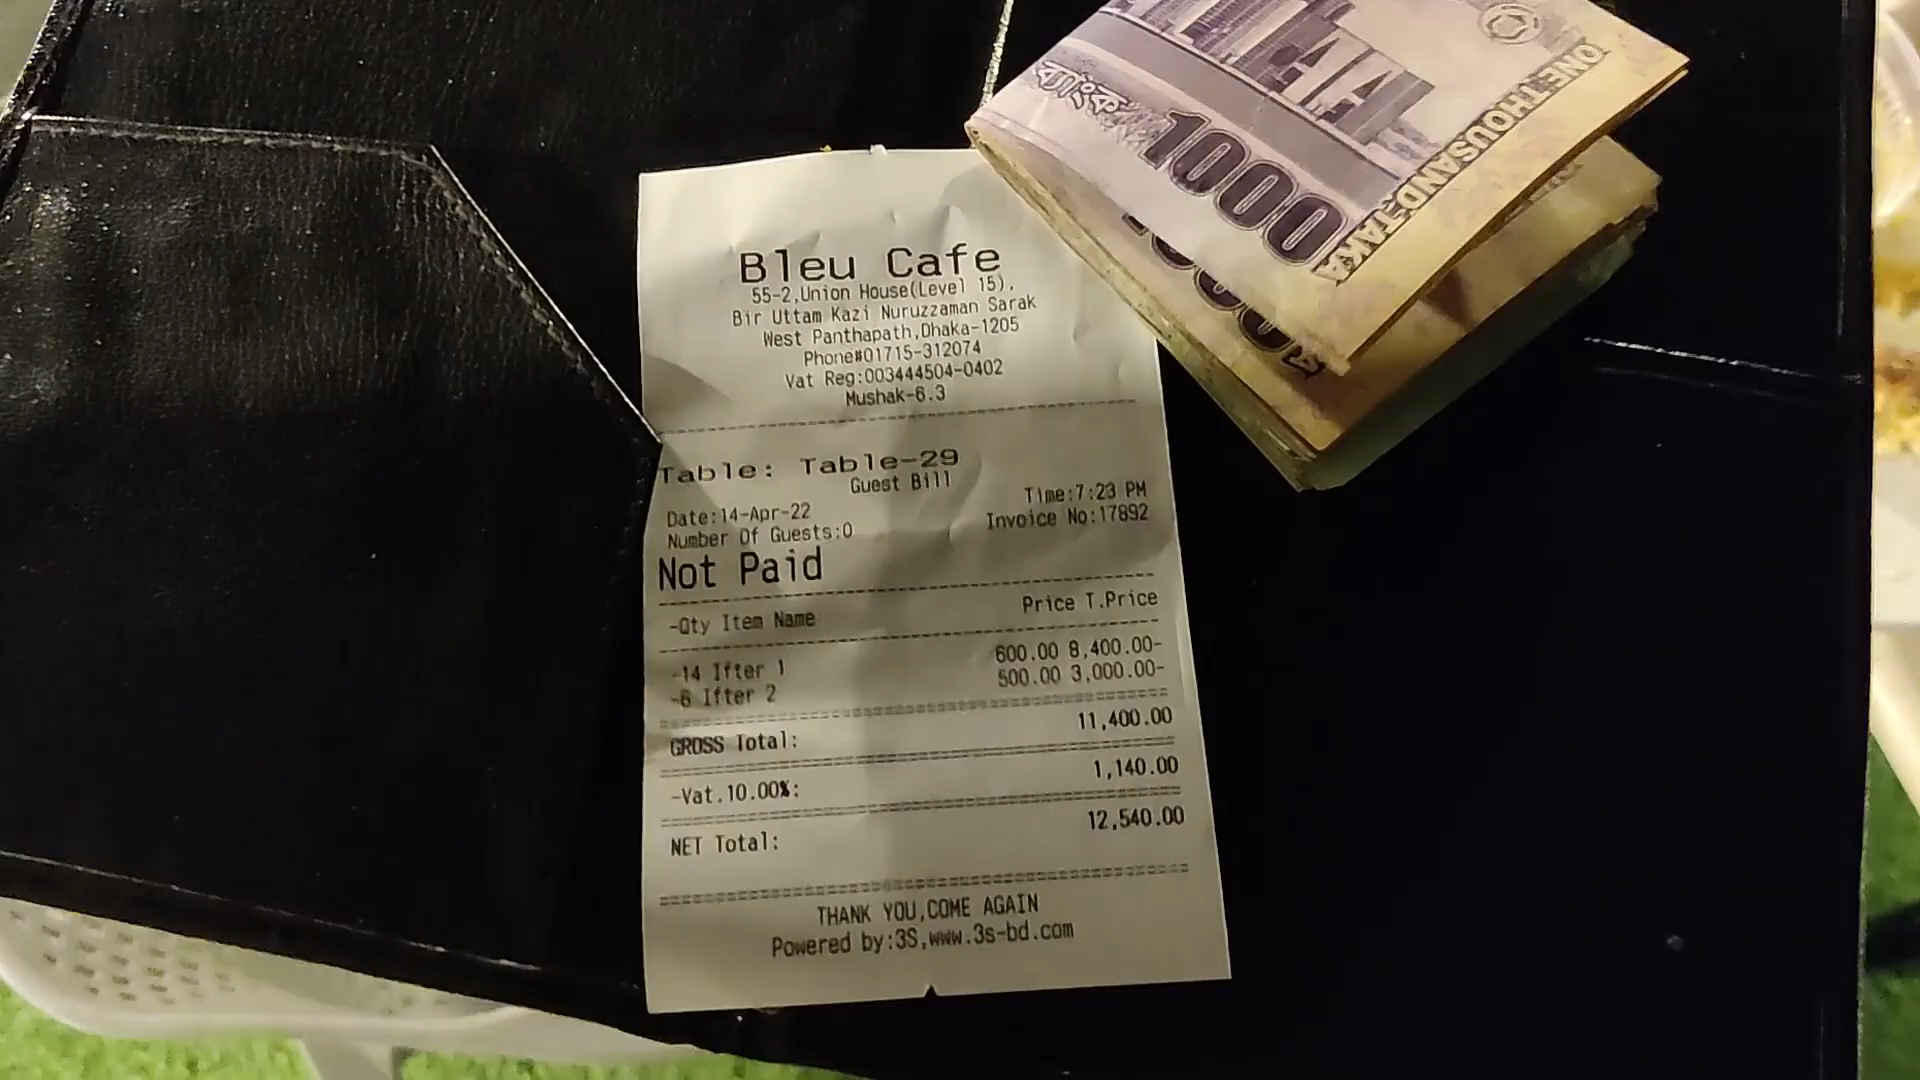 Bleu Cafe
55-2,Union House(Level 15),
Bir Uttam Kazi Nuruzzaman Sarak
West Panthapath,Dhaka-1205
Phone#01715-312074
Vat Reg:003444504-0402
Mushak-6.3
Table: Table-29
Guest Bill
Date:14-Apr-22 Time:7:23 PM
Number Of Guests:0 Invoice No:17892
Not Paid
-Qty Item Name Price T.Price
-14 Ifter 1 600.00 8,400.00-
-6 Ifter 2 500.00 3,000.00-
GROSS Total: 11,400.00
-Vat.10.00%: 1,140.00
NET Total: 12,540.00
THANK YOU,COME AGAIN
Powered by:3S,www.3s-bd.com
ব্যাংক
1000
ONE THOUSAND TAKA